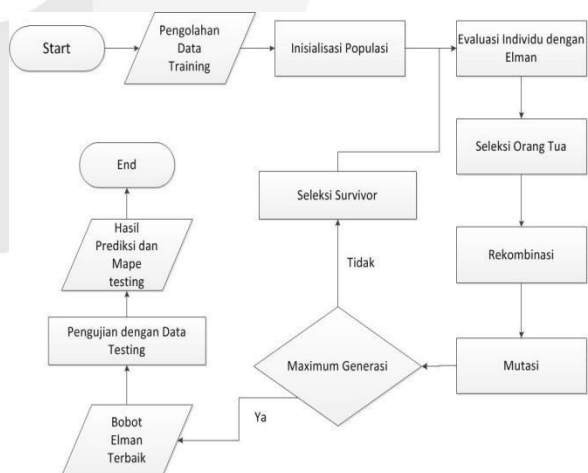 Start
Pengolahan
Data
Training
Inisialisasi Populasi
Evaluasi Individu dengan
Elman
Seleksi Orang Tua
Rekombinasi
Mutasi
Maximum Generasi
Tidak
Seleksi Survivor
Ya
Bobot
Elman
Terbaik
Pengujian dengan Data
Testing
Hasil
Prediksi dan
Mape
testing
End